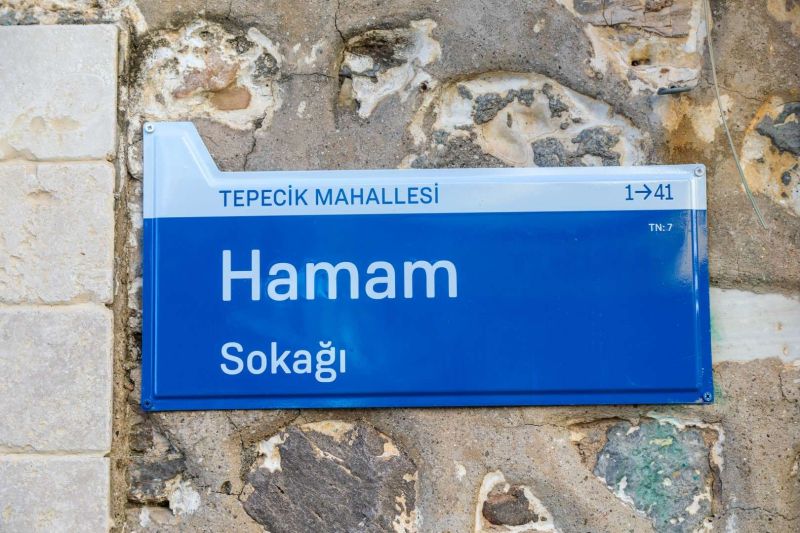 TEPECİK MAHALLESİ 1→41
TN: 7
Hamam
Sokağı